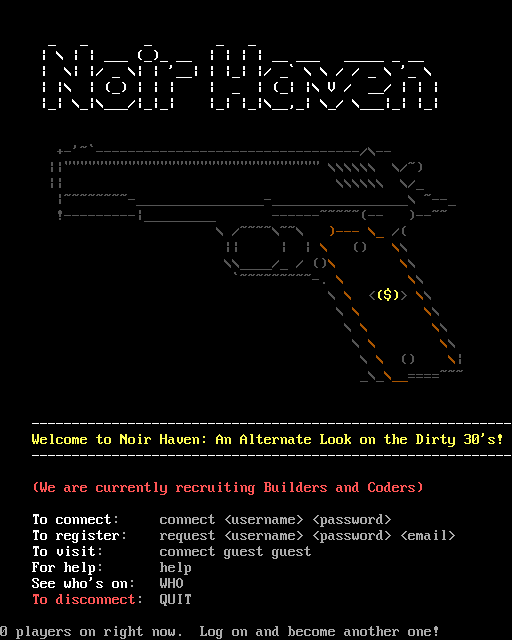 Noir Haven
($)
Welcome to Noir Haven: An Alternate Look on the Dirty 30's!
(We are currently recruiting Builders and Coders)
To connect: connect <username> <password>
To register: request <username> <password> <email>
To visit: connect guest guest
For help: help
See who's on: WHO
To disconnect: QUIT
0 players on right now. Log on and become another one!